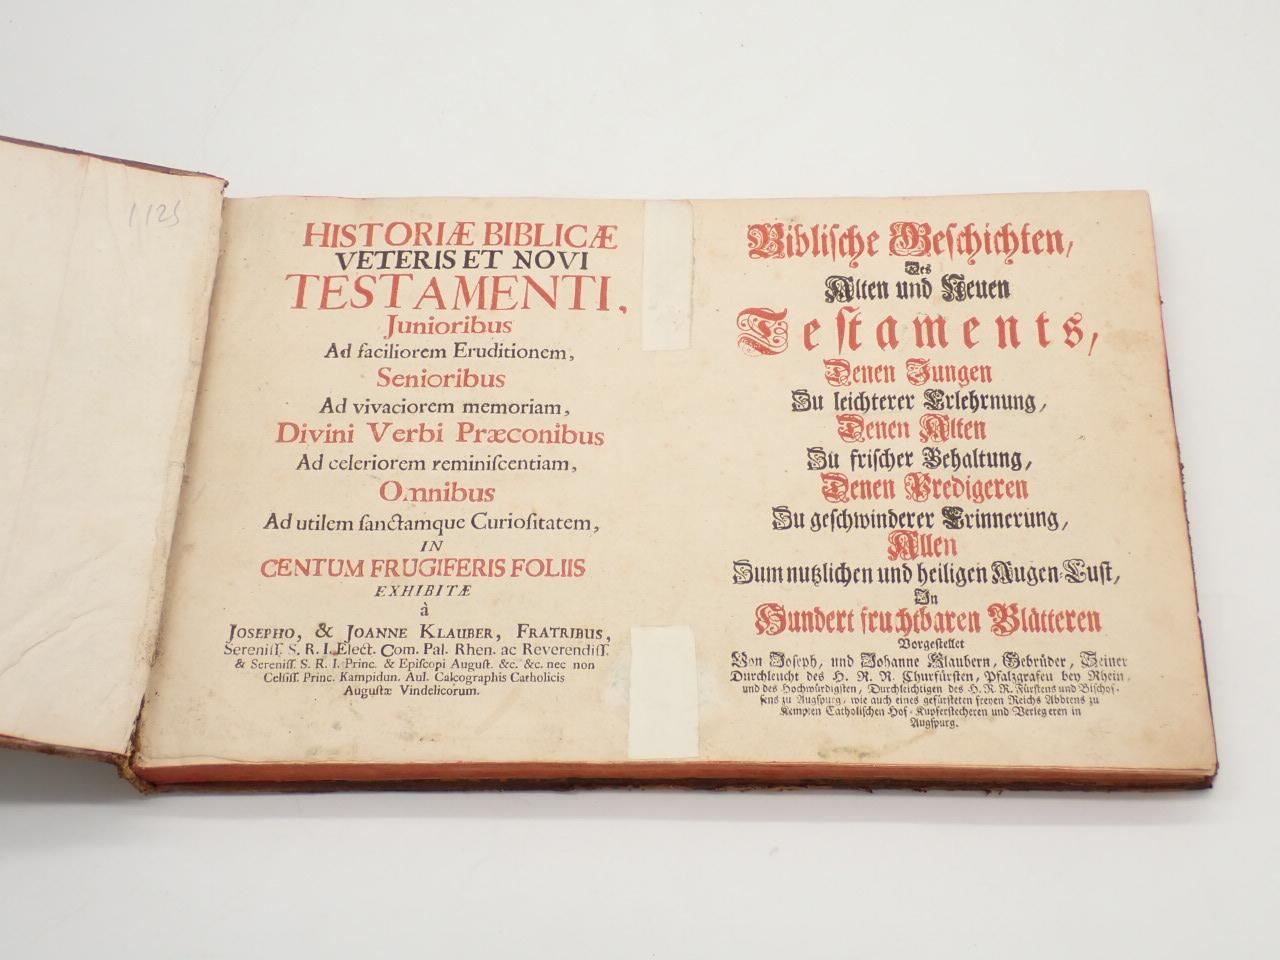 1125
HISTORIÆ BIBLICÆ
VETERIS ET NOVI
TESTAMENTI,
Junioribus
Ad faciliorem Eruditionem,
Senioribus
Ad vivaciorem memoriam,
Divini Verbi Præconibus
Ad celeriorem reminiſcentiam,
Omnibus
Ad utilem ſanctamque Curioſitatem,
IN
CENTUM FRUGIFERIS FOLIIS
EXHIBITÆ
à
JOSEPHO, & JOANNE KLAUBER, FRATRIBUS,
Sereniſſ. S. R. I. Elect. Com. Pal. Rhen. ac Reverendiſſ.
& Sereniſſ. S. R. I. Princ. & Epiſcopi Auguſt. &c. &c. nec non
Celſiſſ. Princ. Kampidun. Aul. Calcographis Catholicis
Auguſtæ Vindelicorum.
Bibliſche Geſchichten,
Des
Alten und Neuen
Teſtaments,
Denen Jungen
Zu leichterer Erlehrnung,
Denen Alten
Zu friſcher Behaltung,
Denen Predigeren
Zu geſchwinderer Erinnerung,
Allen
Zum nutzlichen und heiligen Augen-Luſt,
In
Hundert fruchtbaren Blätteren
Vorgeſtellet
Von Joſeph, und Johanne Klaubern, Gebrüder, Seiner
Durchleucht des H. R. R. Churfürſten, Pfalzgrafen bey Rhein,
und des Hochwürdigſten, Durchleichtigen des H. R. R. Fürſtens und Biſchof-
ſens zu Augſpurg, wie auch eines gefürſteten freyen Reichs Abbtens zu
Kempten Catholiſchen Hof-Kupferſtecheren und Verlegeren in
Augſpurg.